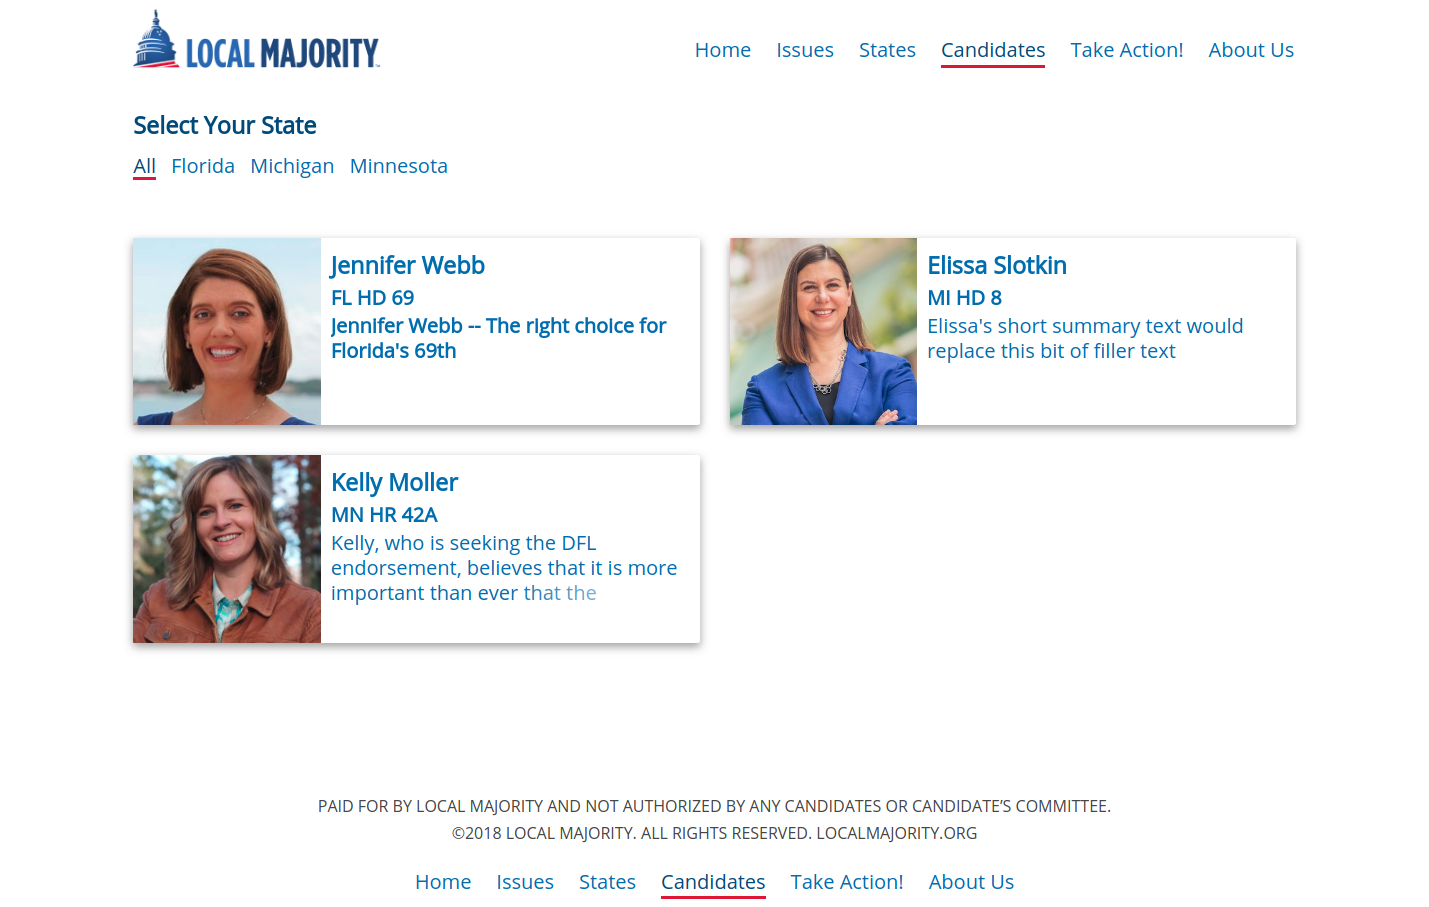 LOCAL MAJORITY™
Home Issues States Candidates Take Action! About Us
Select Your State
All Florida Michigan Minnesota
Jennifer Webb
FL HD 69
Jennifer Webb -- The right choice for
Florida's 69th
Elissa Slotkin
MI HD 8
Elissa's short summary text would
replace this bit of filler text
Kelly Moller
MN HR 42A
Kelly, who is seeking the DFL
endorsement, believes that it is more
important than ever that the
PAID FOR BY LOCAL MAJORITY AND NOT AUTHORIZED BY ANY CANDIDATES OR CANDIDATE’S COMMITTEE.
©2018 LOCAL MAJORITY. ALL RIGHTS RESERVED. LOCALMAJORITY.ORG
Home Issues States Candidates Take Action! About Us